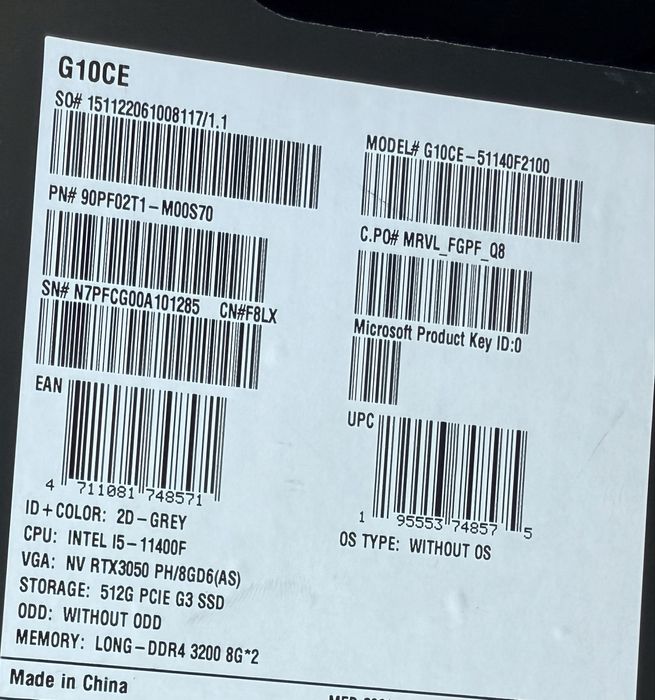 G10CE
SO# 151122061008117/1.1
MODEL# G10CE-51140F2100
PN# 90PF02T1-M00S70
C.PO# MRVL_FGPF_Q8
SN# N7PFCG00A101285 CN#F8LX
Microsoft Product Key ID:0
EAN
4 711081 748571
UPC
1 95553 74857 5
ID+COLOR: 2D-GREY
OS TYPE: WITHOUT OS
CPU: INTEL I5-11400F
VGA: NV RTX3050 PH/8GD6(AS)
STORAGE: 512G PCIE G3 SSD
ODD: WITHOUT ODD
MEMORY: LONG-DDR4 3200 8G*2
Made in China